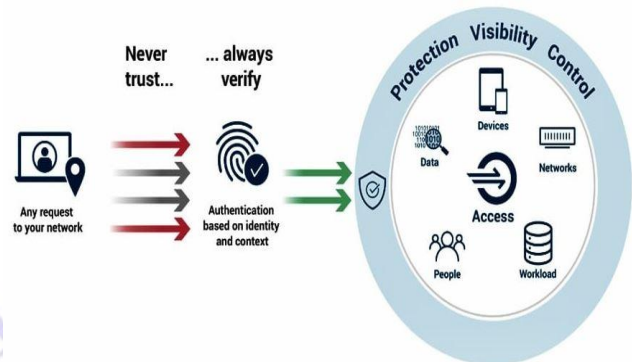 Never
trust...
... always
verify
Any request
to your network
Authentication
based on identity
and context
Protection Visibility Control
Devices
Data
Networks
Access
People
Workload